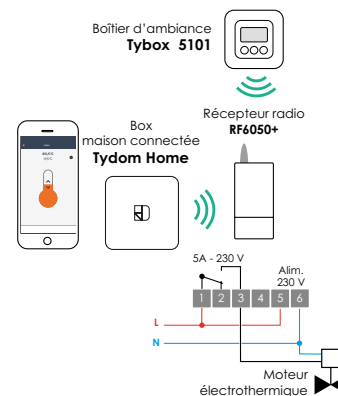 Boîtier d’ambiance
Tybox 5101
Récepteur radio
RF6050+
Box
maison connectée
Tydom Home
5A - 230 V
Alim.
230 V
1 2 3 4 5 6
L
N
Moteur
électrothermique